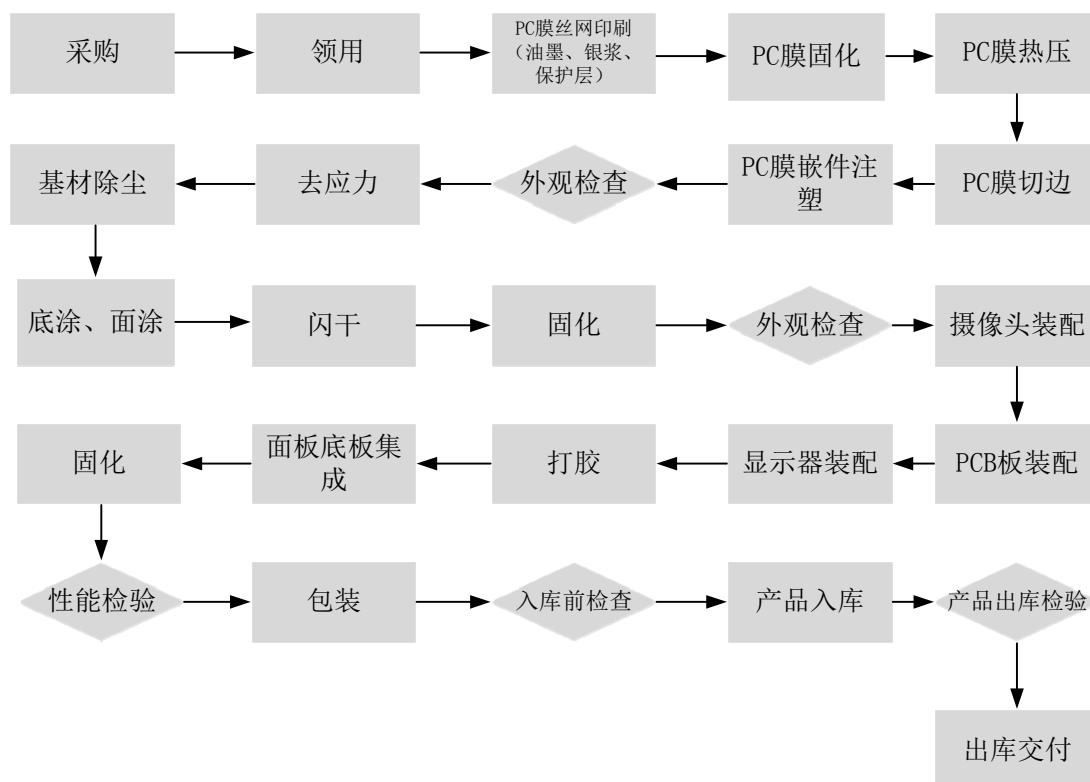 采购
领用
PC膜丝网印刷
（油墨、银浆、
保护层）
PC膜固化
PC膜热压
基材除尘
去应力
外观检查
PC膜嵌件注
塑
PC膜切边
底涂、面涂
闪干
固化
外观检查
摄像头装配
固化
面板底板集
成
打胶
显示器装配
PCB板装配
性能检验
包装
入库前检查
产品入库
产品出库检验
出库交付